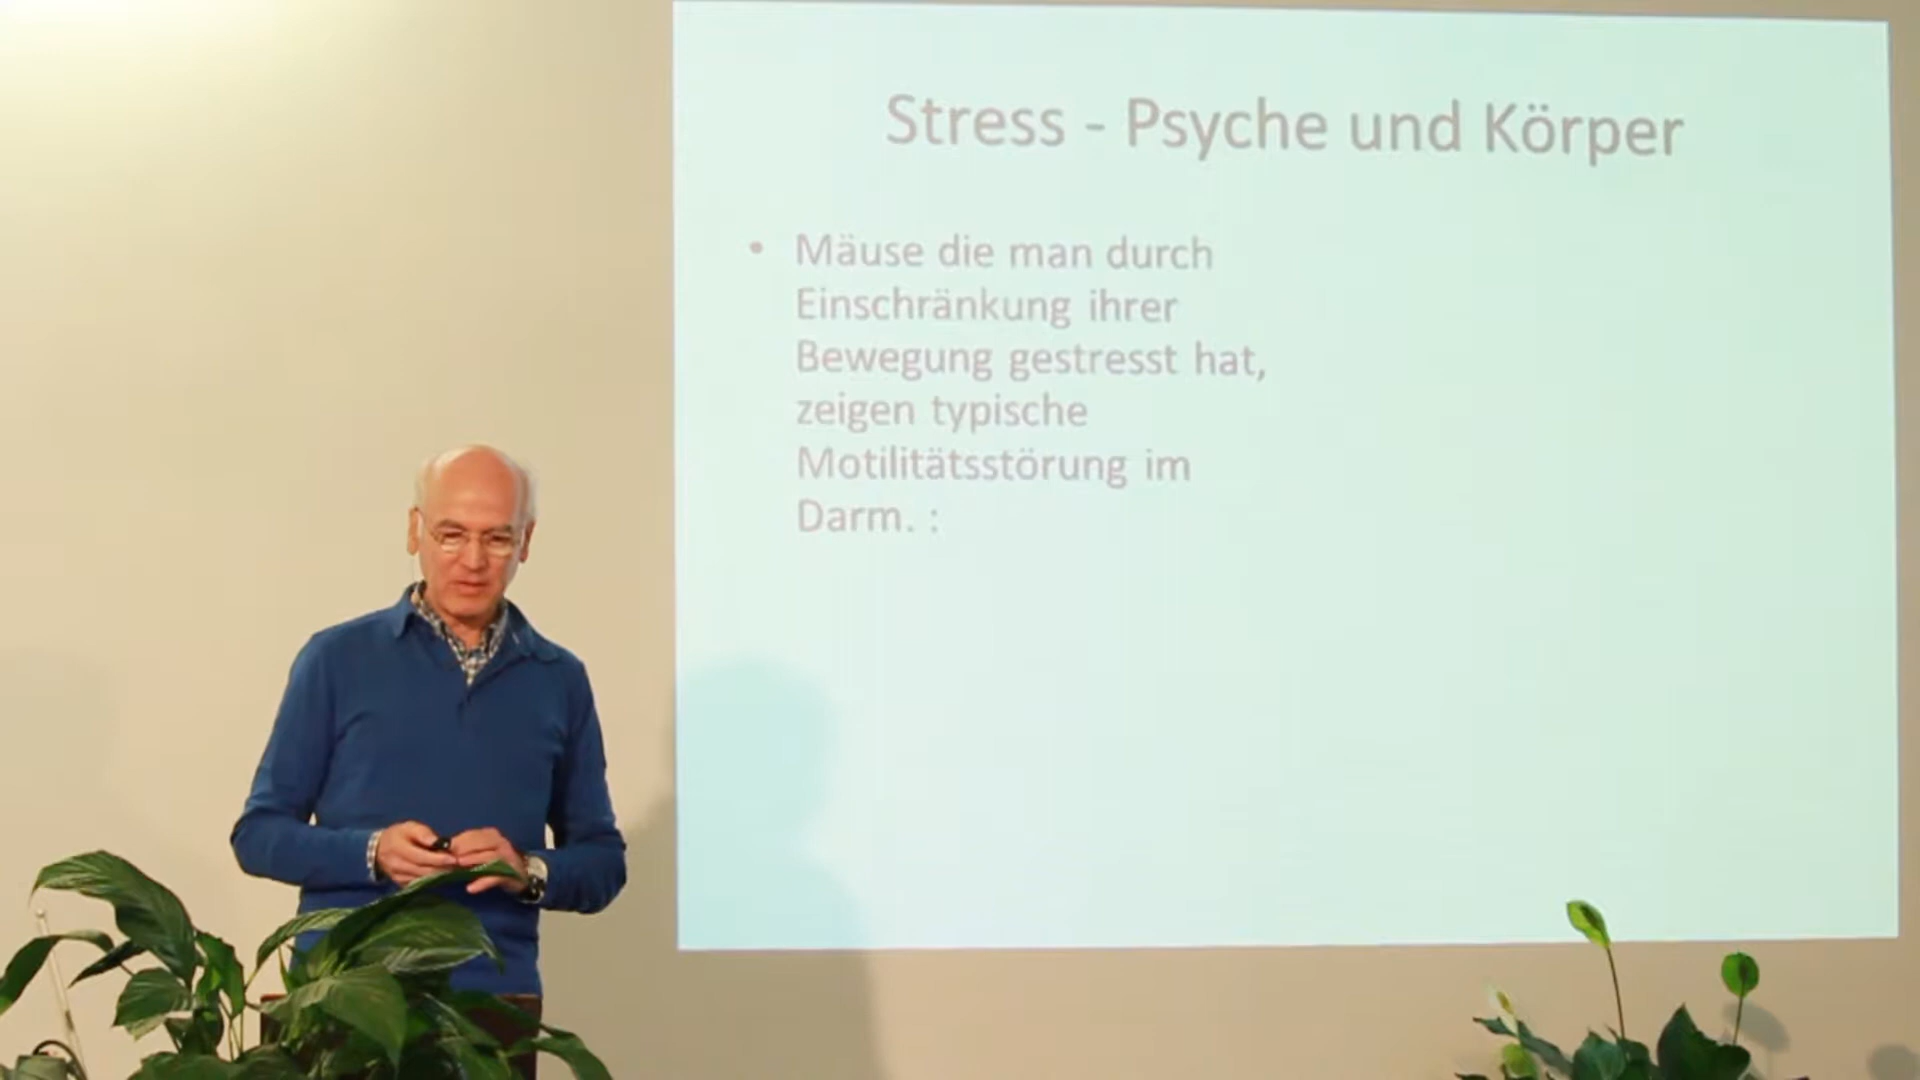 Stress - Psyche und Körper
• Mäuse die man durch
Einschränkung ihrer
Bewegung gestresst hat,
zeigen typische
Motilitätsstörung im
Darm. :